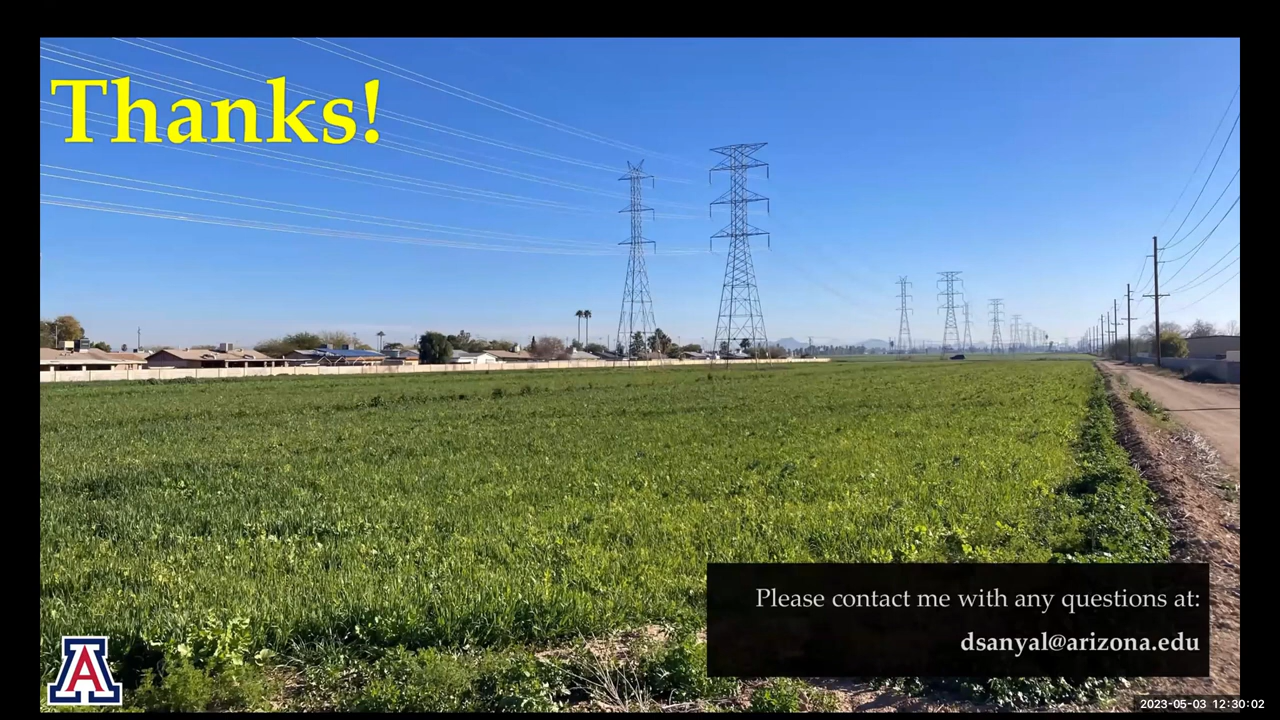 Thanks!
Please contact me with any questions at:
dsanyal@arizona.edu
A
2023-05-03 12:30:02